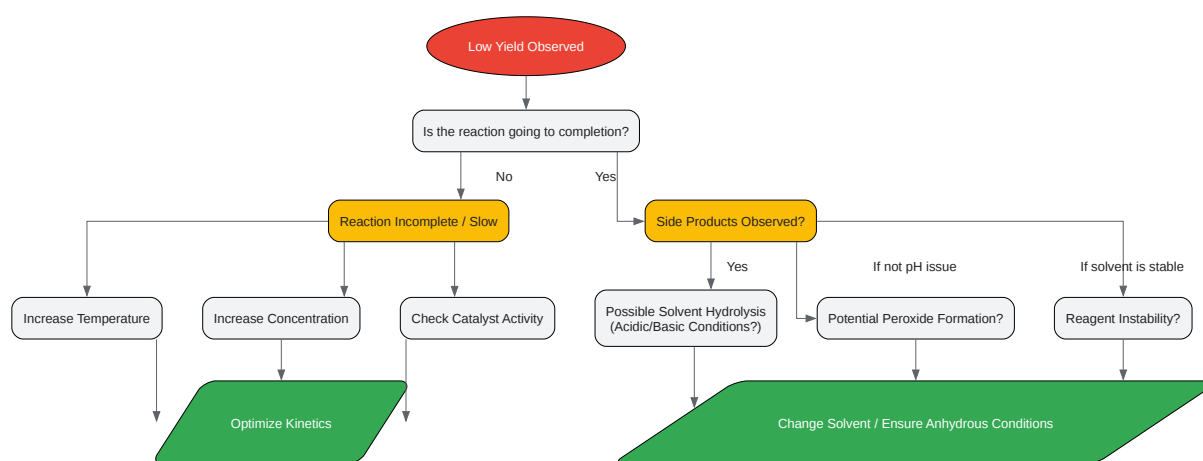 Low Yield Observed
Is the reaction going to completion?
No
Yes
Reaction Incomplete / Slow
Side Products Observed?
Yes
If not pH issue
If solvent is stable
Increase Temperature
Increase Concentration
Check Catalyst Activity
Possible Solvent Hydrolysis
(Acidic/Basic Conditions?)
Potential Peroxide Formation?
Reagent Instability?
Optimize Kinetics
Change Solvent / Ensure Anhydrous Conditions